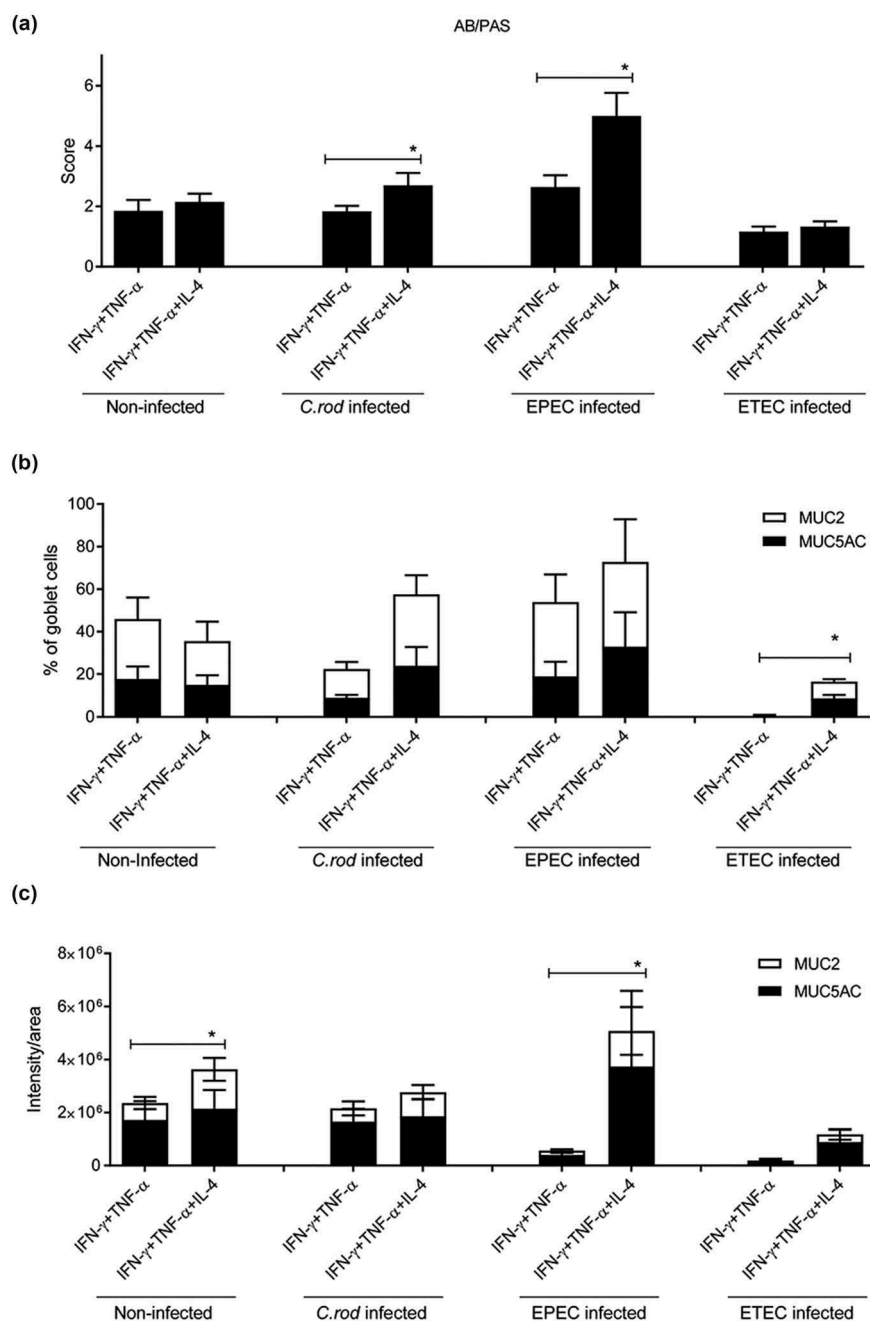 (a)
AB/PAS
Score
6
4
2
0
*
*
IFN-γ+TNF-α
IFN-γ+TNF-α+IL-4
IFN-γ+TNF-α
IFN-γ+TNF-α+IL-4
IFN-γ+TNF-α
IFN-γ+TNF-α+IL-4
IFN-γ+TNF-α
IFN-γ+TNF-α+IL-4
Non-infected
C.rod infected
EPEC infected
ETEC infected
(b)
% of goblet cells
100
80
60
40
20
0
MUC2
MUC5AC
*
IFN-γ+TNF-α
IFN-γ+TNF-α+IL-4
IFN-γ+TNF-α
IFN-γ+TNF-α+IL-4
IFN-γ+TNF-α
IFN-γ+TNF-α+IL-4
IFN-γ+TNF-α
IFN-γ+TNF-α+IL-4
Non-Infected
C.rod infected
EPEC infected
ETEC infected
(c)
Intensity/area
8×10⁶
6×10⁶
4×10⁶
2×10⁶
0
MUC2
MUC5AC
*
*
IFN-γ+TNF-α
IFN-γ+TNF-α+IL-4
IFN-γ+TNF-α
IFN-γ+TNF-α+IL-4
IFN-γ+TNF-α
IFN-γ+TNF-α+IL-4
IFN-γ+TNF-α
IFN-γ+TNF-α+IL-4
Non-infected
C.rod infected
EPEC infected
ETEC infected